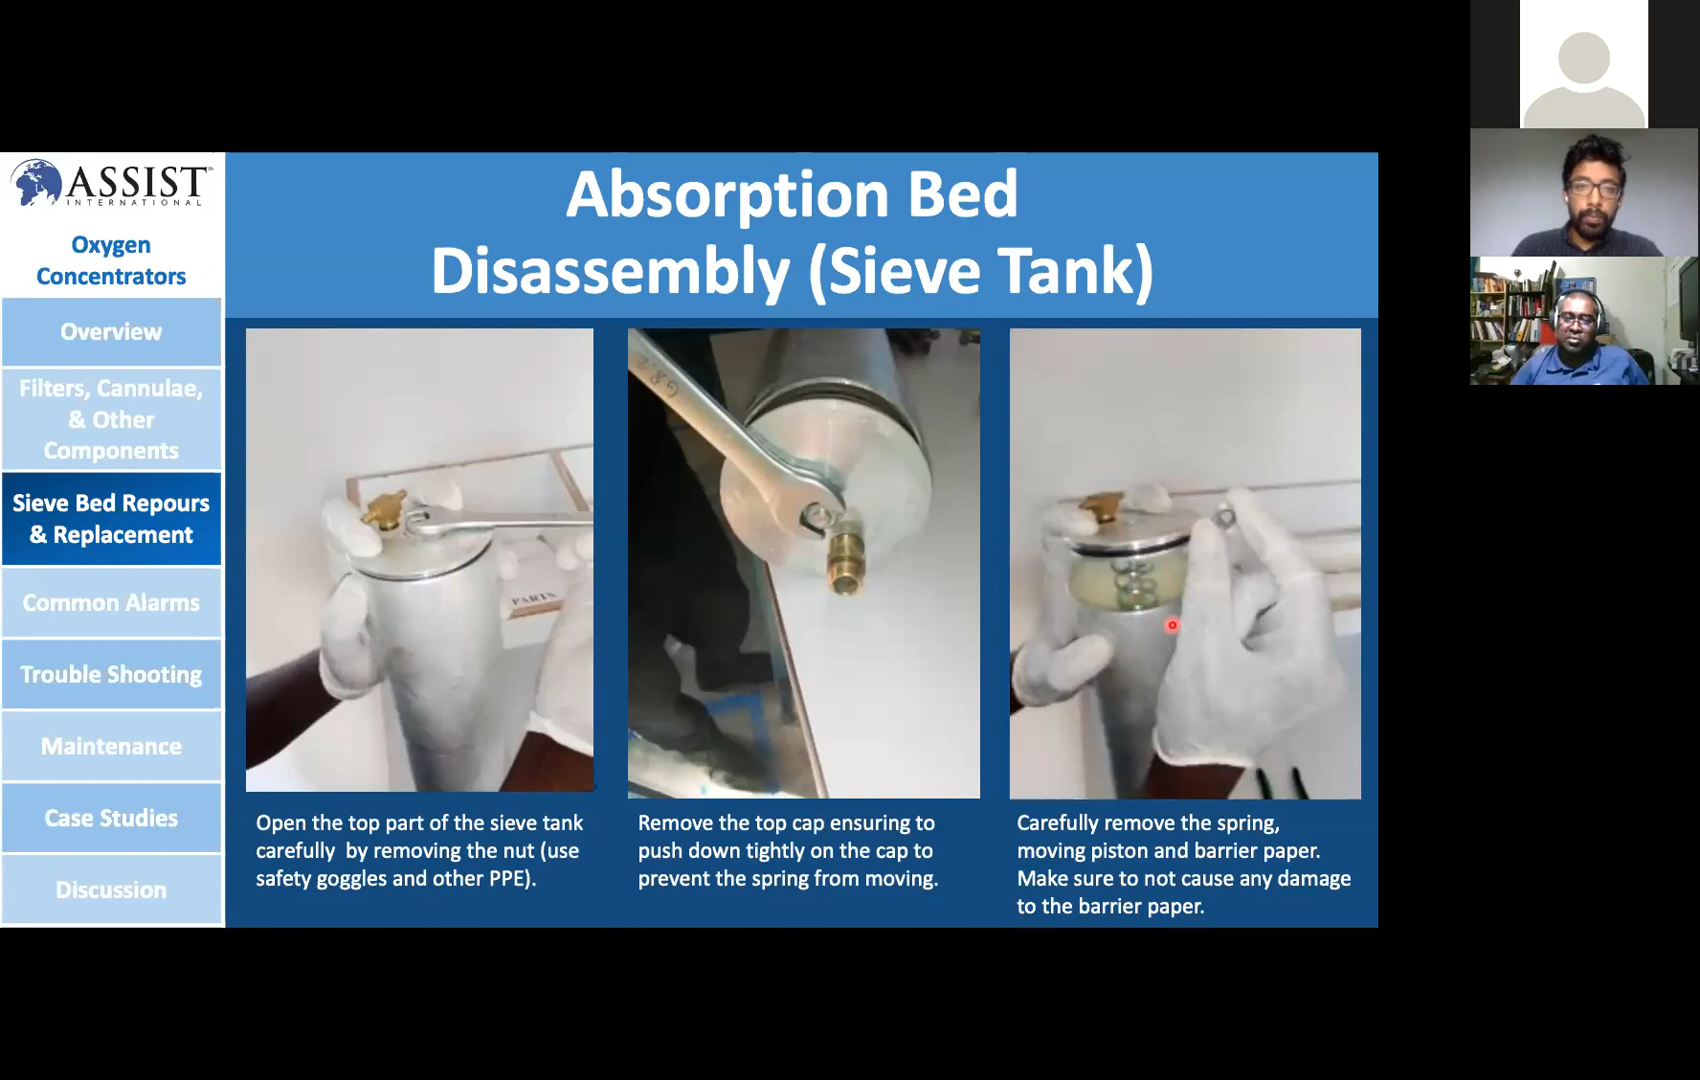 ASSIST
INTERNATIONAL
Oxygen
Concentrators
Overview
Filters, Cannulae,
& Other
Components
Sieve Bed Repours
& Replacement
Common Alarms
Trouble Shooting
Maintenance
Case Studies
Discussion
Absorption Bed
Disassembly (Sieve Tank)
G82
PARTS
Open the top part of the sieve tank
carefully by removing the nut (use
safety goggles and other PPE).
Remove the top cap ensuring to
push down tightly on the cap to
prevent the spring from moving.
Carefully remove the spring,
moving piston and barrier paper.
Make sure to not cause any damage
to the barrier paper.